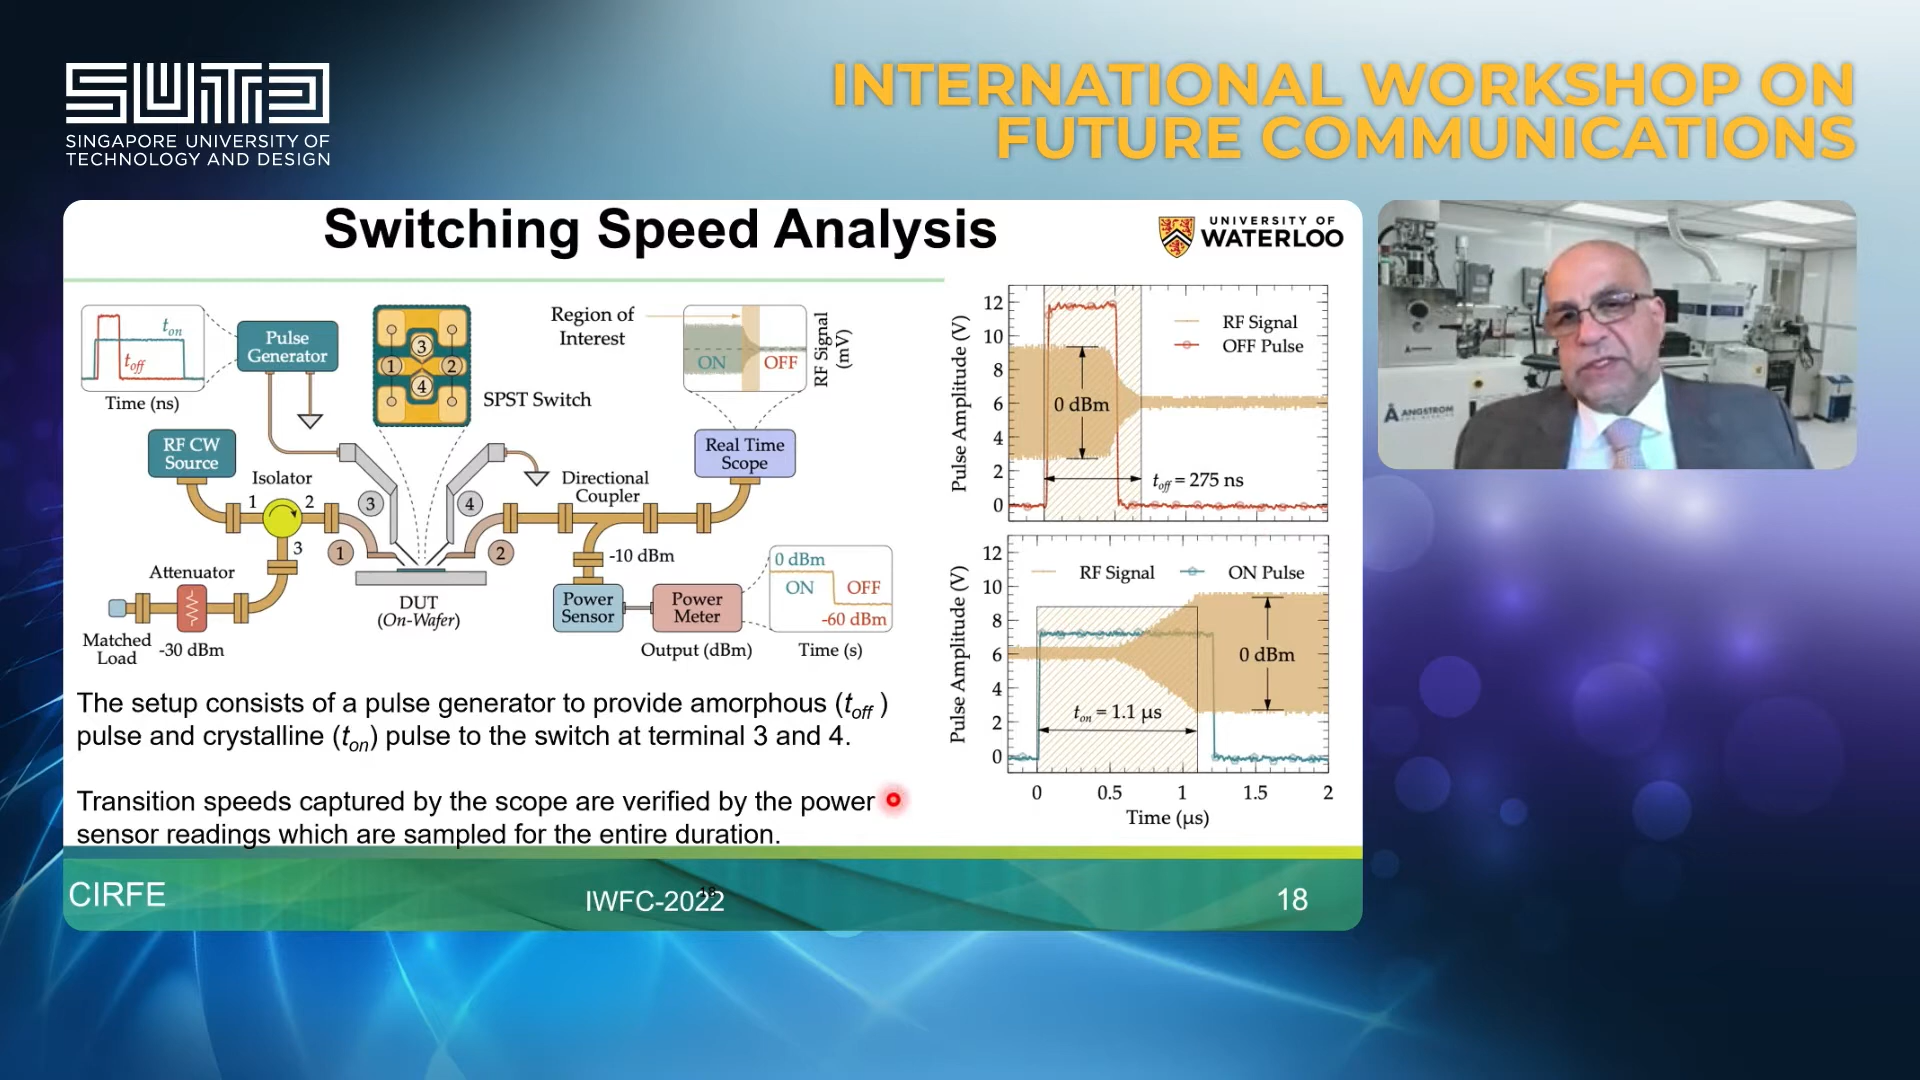 SUTD
SINGAPORE UNIVERSITY OF
TECHNOLOGY AND DESIGN
INTERNATIONAL WORKSHOP ON
FUTURE COMMUNICATIONS
Switching Speed Analysis
UNIVERSITY OF
WATERLOO
ton
toff
Time (ns)
Pulse
Generator
3
1
2
4
SPST Switch
Region of
Interest
ON
OFF
RF Signal
(mV)
RF CW
Source
Isolator
1
2
3
3
4
1
2
Directional
Coupler
Real Time
Scope
Attenuator
Matched
Load
-30 dBm
DUT
(On-Wafer)
-10 dBm
Power
Sensor
Power
Meter
Output (dBm)
0 dBm
ON
OFF
-60 dBm
Time (s)
Pulse Amplitude (V)
12
10
8
6
4
2
0
RF Signal
OFF Pulse
0 dBm
toff = 275 ns
Pulse Amplitude (V)
12
10
8
6
4
2
0
RF Signal
ON Pulse
0 dBm
ton = 1.1 μs
0
0.5
1
1.5
2
Time (μs)
The setup consists of a pulse generator to provide amorphous (toff )
pulse and crystalline (ton) pulse to the switch at terminal 3 and 4.
Transition speeds captured by the scope are verified by the power
sensor readings which are sampled for the entire duration.
CIRFE
IWFC-2022
18
18
ANGSTROM